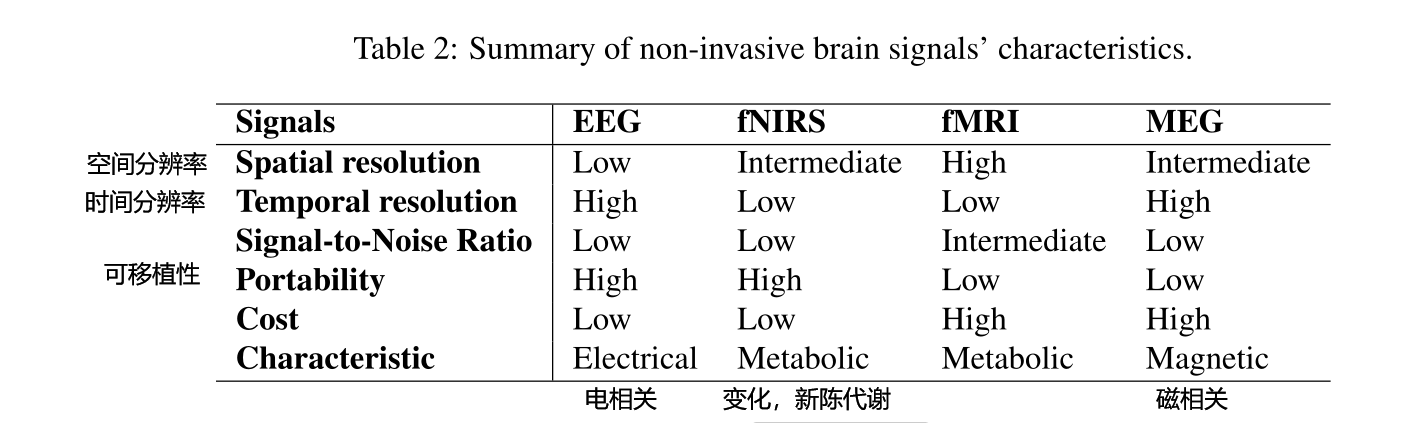 Table 2: Summary of non-invasive brain signals' characteristics.
Signals EEG fNIRS fMRI MEG
空间分辨率 Spatial resolution Low Intermediate High Intermediate
时间分辨率 Temporal resolution High Low Low High
Signal-to-Noise Ratio Low Low Intermediate Low
可移植性 Portability High High Low Low
Cost Low Low High High
Characteristic Electrical Metabolic Metabolic Magnetic
电相关 变化，新陈代谢 磁相关